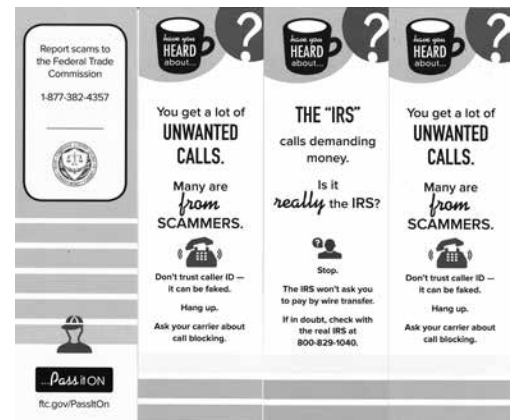 Report scams to
the Federal Trade
Commission
1-877-382-4357
...Pass it ON
ftc.gov/PassItOn
have you
HEARD
about...
?
You get a lot of
UNWANTED
CALLS.
Many are
from
SCAMMERS.
Don't trust caller ID —
it can be faked.
Hang up.
Ask your carrier about
call blocking.
have you
HEARD
about...
?
THE "IRS"
calls demanding
money.
Is it
really the IRS?
?
Stop.
The IRS won't ask you
to pay by wire transfer.
If in doubt, check with
the real IRS at
800-829-1040.
have you
HEARD
about...
?
You get a lot of
UNWANTED
CALLS.
Many are
from
SCAMMERS.
Don't trust caller ID —
it can be faked.
Hang up.
Ask your carrier about
call blocking.